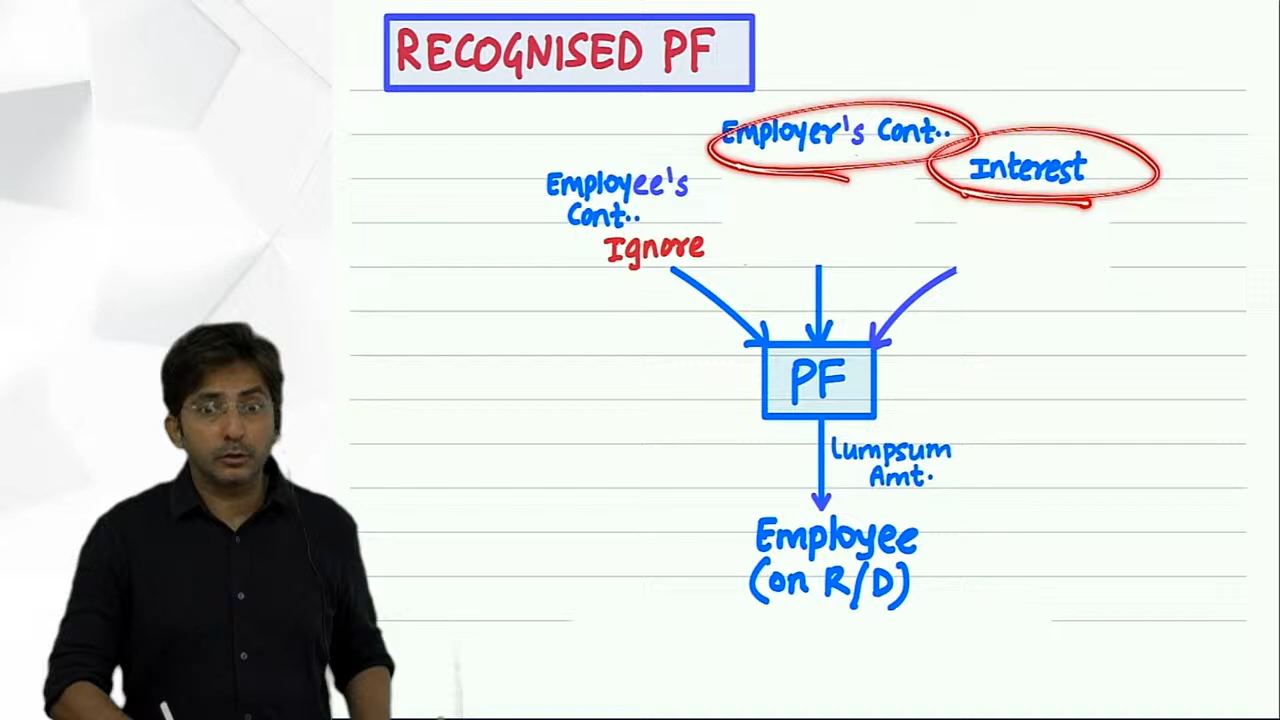 RECOGNISED PF
Employer's Cont..
Interest
Employee's
Cont..
Ignore
PF
Lumpsum
Amt.
Employee
(on R/D)